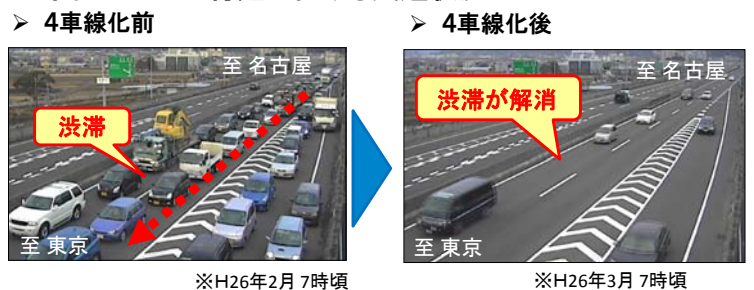 ➢ 4車線化前
至 名古屋
渋滞
至 東京
※H26年2月 7時頃
➢ 4車線化後
至 名古屋
渋滞が解消
至 東京
※H26年3月 7時頃